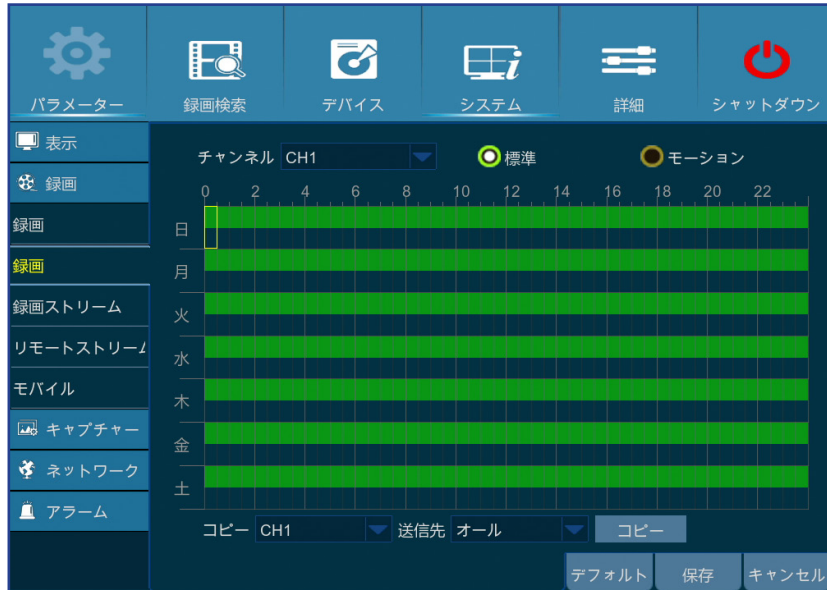 パラメーター 録画検索 デバイス システム 詳細 シャットダウン
表示
録画
録画
録画
録画ストリーム
リモートストリーム
モバイル
キャプチャー
ネットワーク
アラーム
チャンネル CH1 標準 モーション
0 2 4 6 8 10 12 14 16 18 20 22
日
月
火
水
木
金
土
コピー CH1 送信先 オール コピー
デフォルト 保存 キャンセル